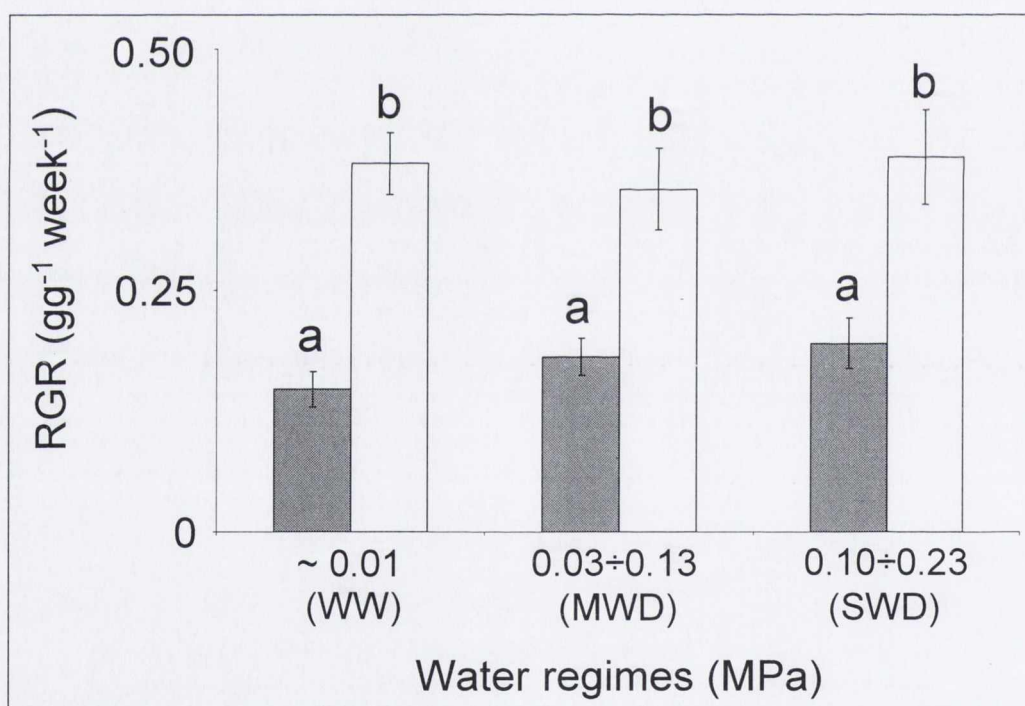 0.50
0.25
0
RGR (gg⁻¹ week⁻¹)
a b
a b
a b
~ 0.01
(WW)
0.03÷0.13
(MWD)
0.10÷0.23
(SWD)
Water regimes (MPa)